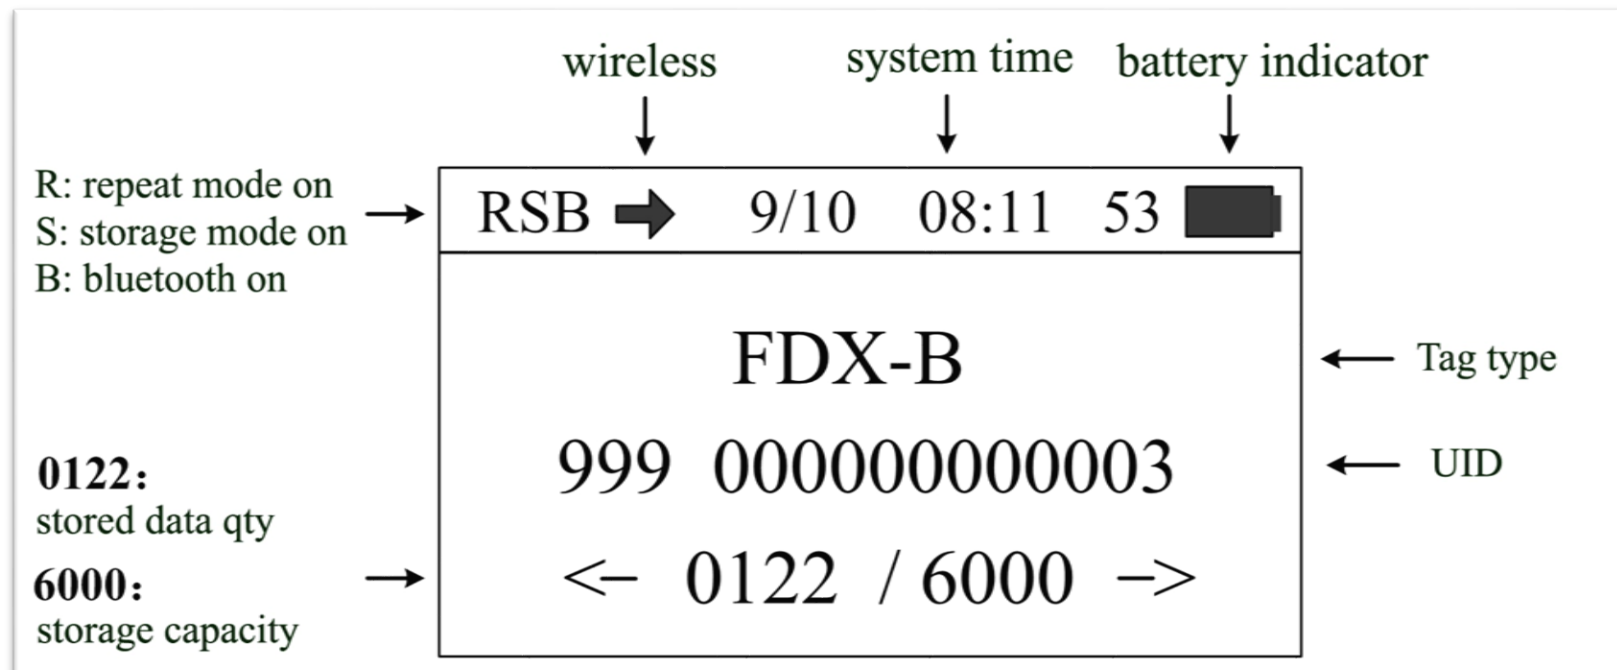 wireless
system time
battery indicator
R: repeat mode on
S: storage mode on
B: bluetooth on
RSB 9/10 08:11 53
FDX-B
Tag type
999 000000000003
UID
0122:
stored data qty
6000:
storage capacity
<- 0122 / 6000 ->